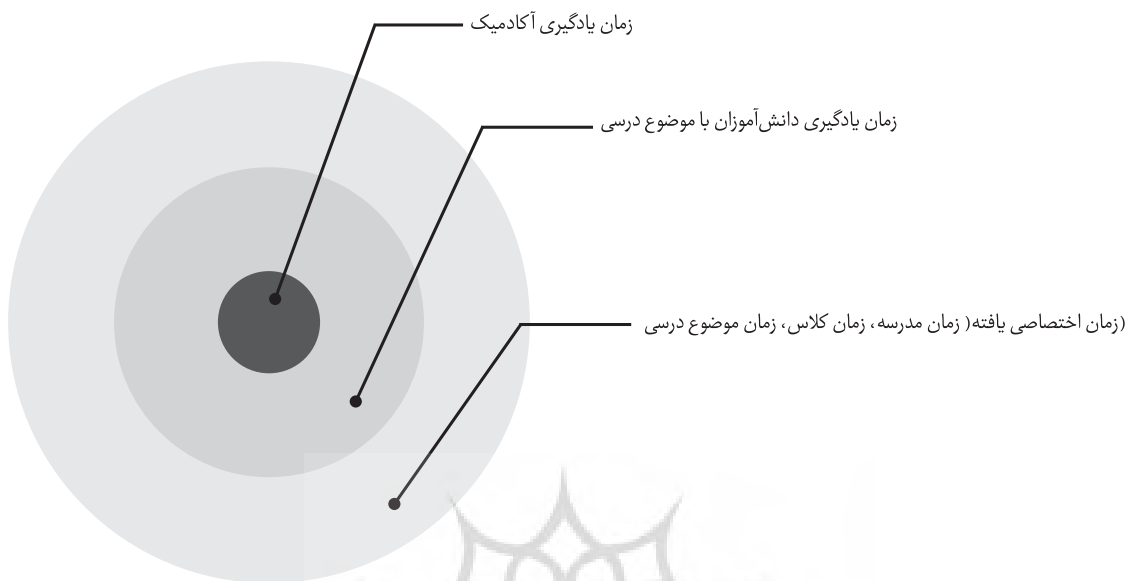 زمان یادگیری آکادمیک
زمان یادگیری دانش‌آموزان با موضوع درسی
(زمان اختصاصی یافته( زمان مدرسه، زمان کلاس، زمان موضوع درسی